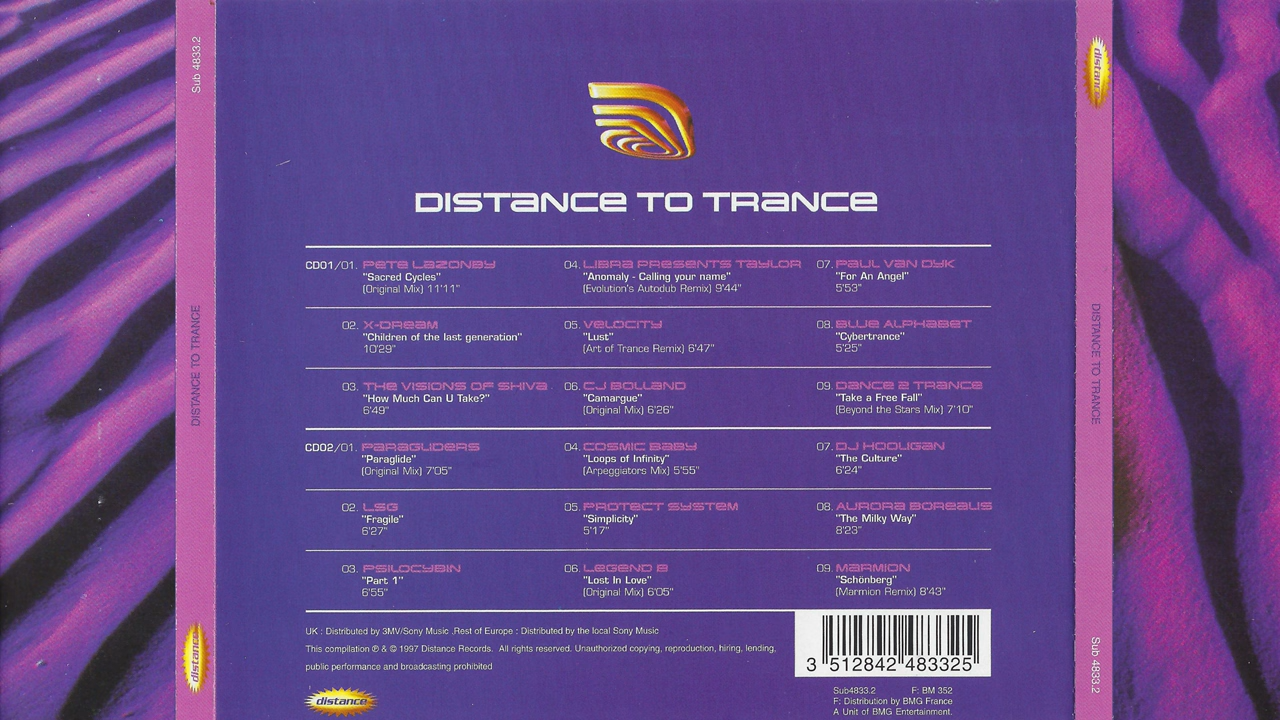 Sub 4833.2
DISTANCE TO TRANCE
distance
DISTANCE TO TRANCE
CD01/01. PETE LAZONBY
"Sacred Cycles"
(Original Mix) 11'11"
02. X-DREAM
"Children of the last generation"
10'29"
03. THE VISIONS OF SHIVA
"How Much Can U Take?"
6'49"
04. LIBRA PRESENTS TAYLOR
"Anomaly - Calling your name"
(Evolution's Autodub Remix) 9'44"
05. VELOCITY
"Lust"
(Art of Trance Remix) 6'47"
06. CJ BOLLAND
"Camargue"
(Original Mix) 6'26"
07. PAUL VAN DYK
"For An Angel"
5'53"
08. BLUE ALPHABET
"Cybertrance"
5'25"
09. DANCE 2 TRANCE
"Take a Free Fall"
(Beyond the Stars Mix) 7'10"
CD02/01. PARAGLIDERS
"Paraglide"
(Original Mix) 7'05"
02. LSG
"Fragile"
6'27"
03. PSILOCYBIN
"Part 1"
6'55"
04. COSMIC BABY
"Loops of Infinity"
(Arpeggiators Mix) 5'55"
05. PROTECT SYSTEM
"Simplicity"
5'17"
06. LEGEND B
"Lost In Love"
(Original Mix) 6'05"
07. DJ HOOLIGAN
"The Culture"
6'24"
08. AURORA BOREALIS
"The Milky Way"
8'23"
09. MARMION
"Schönberg"
(Marmion Remix) 8'43"
UK : Distributed by 3MV/Sony Music .Rest of Europe : Distributed by the local Sony Music
This compilation ℗ & © 1997 Distance Records. All rights reserved. Unauthorized copying, reproduction, hiring, lending,
public performance and broadcasting prohibited
distance
3 512842 483325
Sub4833.2 F: BM 352
F: Distribution by BMG France
A Unit of BMG Entertainment.
distance
DISTANCE TO TRANCE
Sub 4833.2